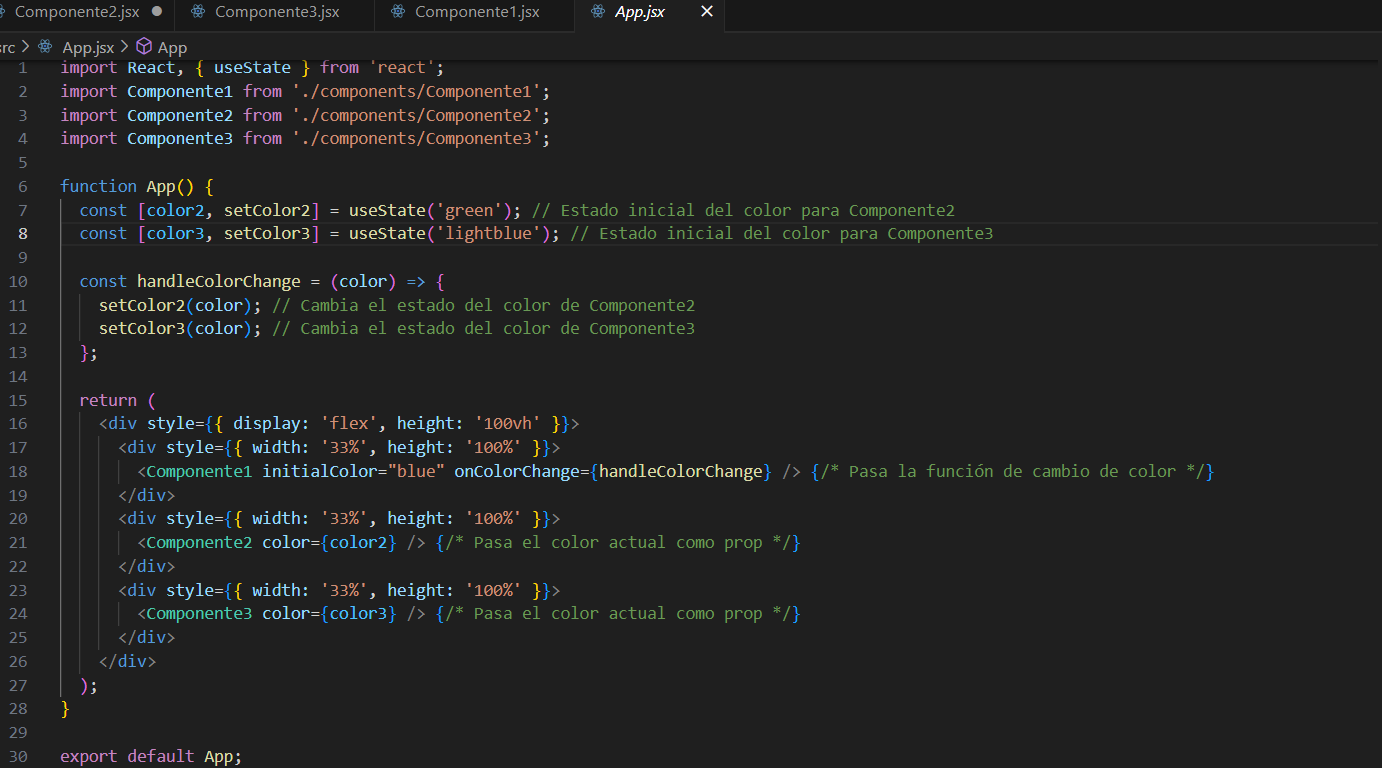 Componente2.jsx Componente3.jsx Componente1.jsx App.jsx
src > App.jsx > App
1 import React, { useState } from 'react';
2 import Componente1 from './components/Componente1';
3 import Componente2 from './components/Componente2';
4 import Componente3 from './components/Componente3';
5
6 function App() {
7   const [color2, setColor2] = useState('green'); // Estado inicial del color para Componente2
8   const [color3, setColor3] = useState('lightblue'); // Estado inicial del color para Componente3
9
10   const handleColorChange = (color) => {
11     setColor2(color); // Cambia el estado del color de Componente2
12     setColor3(color); // Cambia el estado del color de Componente3
13   };
14
15   return (
16     <div style={{ display: 'flex', height: '100vh' }}>
17       <div style={{ width: '33%', height: '100%' }}>
18         <Componente1 initialColor="blue" onColorChange={handleColorChange} /> {/* Pasa la función de cambio de color */}
19       </div>
20       <div style={{ width: '33%', height: '100%' }}>
21         <Componente2 color={color2} /> {/* Pasa el color actual como prop */}
22       </div>
23       <div style={{ width: '33%', height: '100%' }}>
24         <Componente3 color={color3} /> {/* Pasa el color actual como prop */}
25       </div>
26     </div>
27   );
28 }
29
30 export default App;